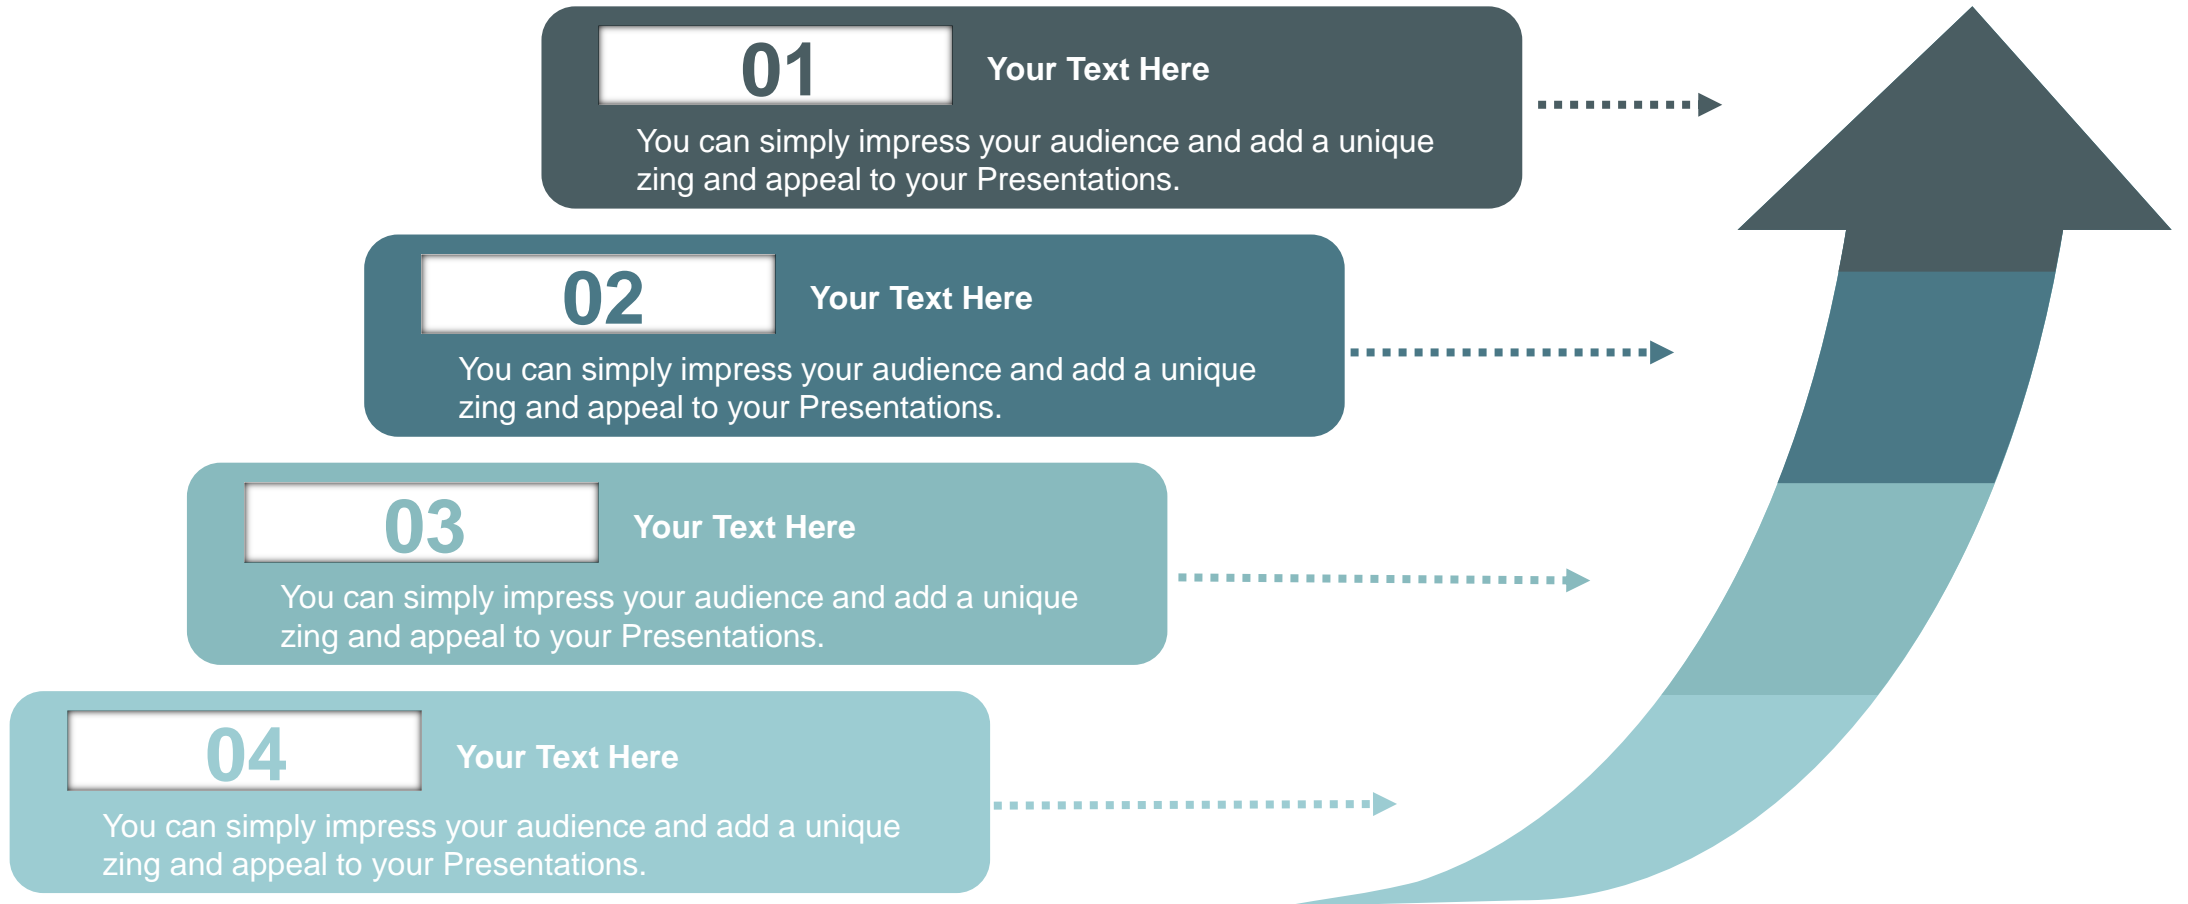 01
Your Text Here
You can simply impress your audience and add a unique
zing and appeal to your Presentations.
02
Your Text Here
You can simply impress your audience and add a unique
zing and appeal to your Presentations.
03
Your Text Here
You can simply impress your audience and add a unique
zing and appeal to your Presentations.
04
Your Text Here
You can simply impress your audience and add a unique
zing and appeal to your Presentations.